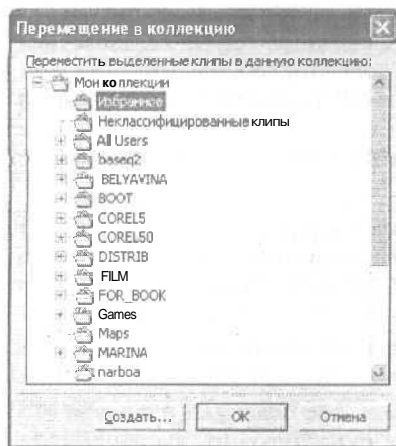 Перемещение в коллекцию
Переместить выделенные клипы в данную коллекцию:
Мои коллекции
Избранное
Неклассифицированные клипы
All Users
baseq2
BELYAVINA
BOOT
COREL5
COREL50
DISTRIB
FILM
FOR_BOOK
Games
Maps
MARINA
narboa
Создать... ОК Отмена